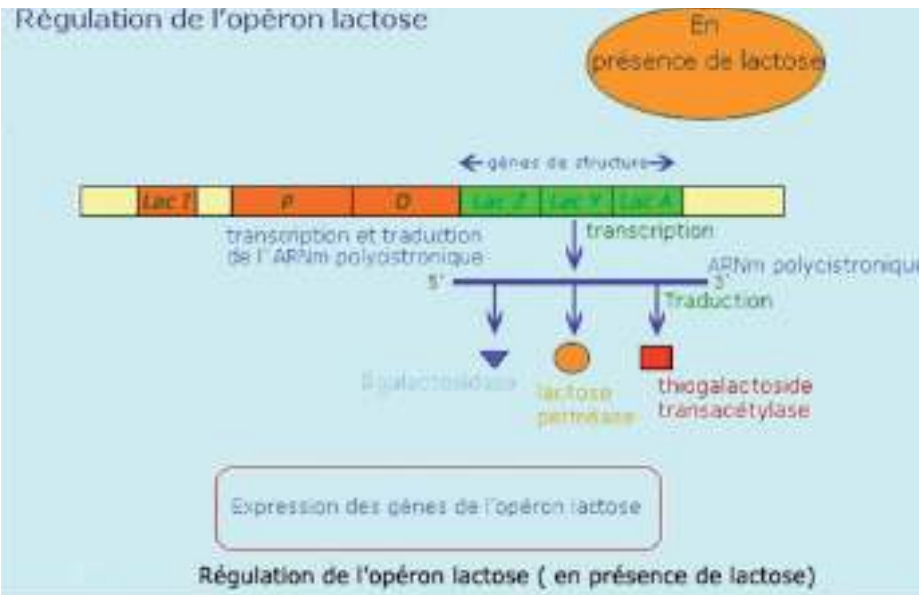 Régulation de l'opéron lactose
En
présence de lactose
gènes de structure
Lac I P O Lac Z Lac Y Lac A
transcription et traduction
de l'ARNm polycistronique
transcription
5' 3'
ARNm polycistronique
Traduction
βgalactosidase
lactose
perméase
thiogalactoside
transacétylase
Expression des gènes de l'opéron lactose
Régulation de l'opéron lactose ( en présence de lactose)